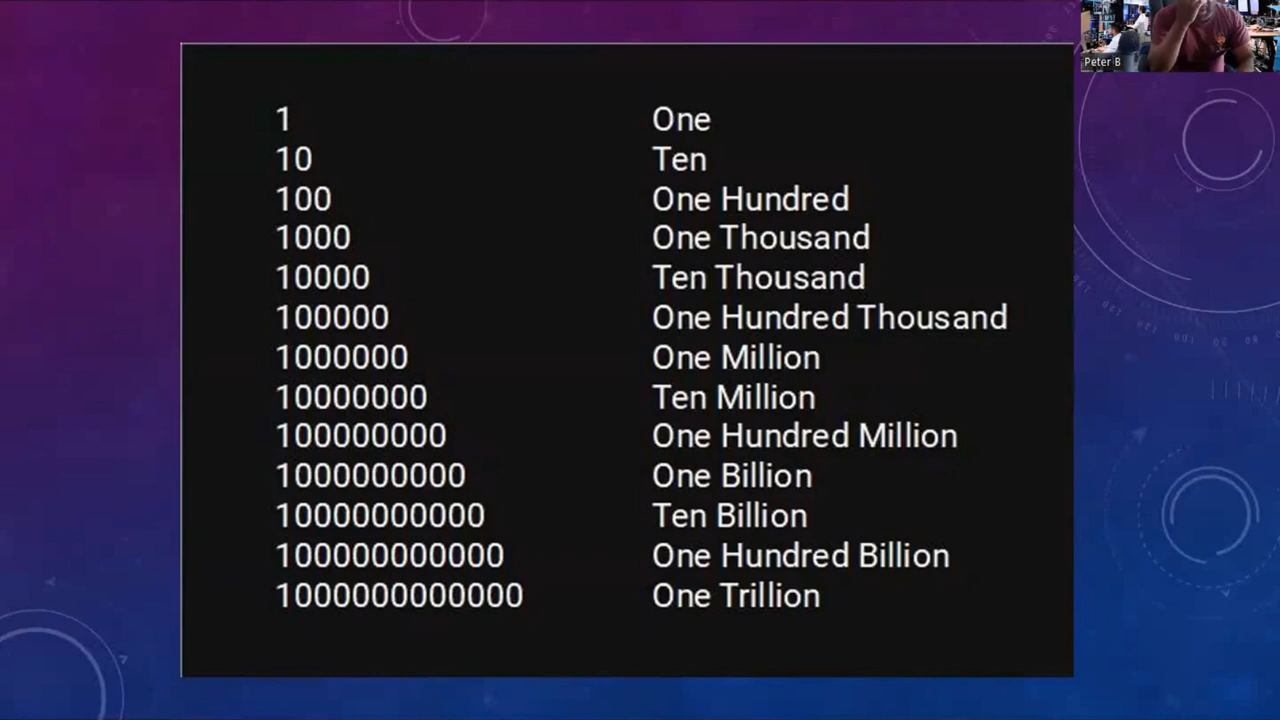 Peter B
1 One
10 Ten
100 One Hundred
1000 One Thousand
10000 Ten Thousand
100000 One Hundred Thousand
1000000 One Million
10000000 Ten Million
100000000 One Hundred Million
1000000000 One Billion
10000000000 Ten Billion
100000000000 One Hundred Billion
1000000000000 One Trillion